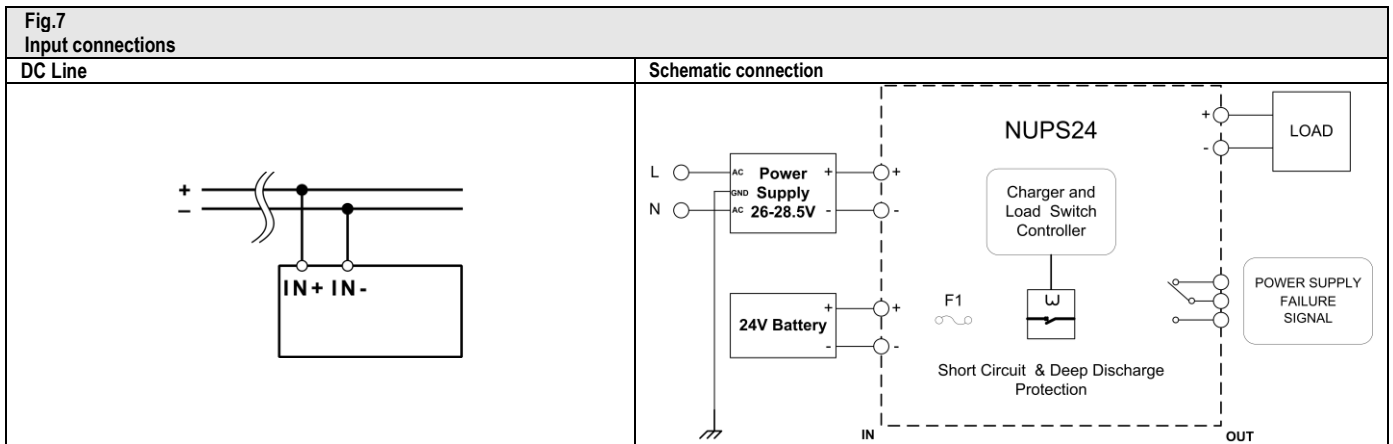 Fig.7
Input connections
DC Line
Schematic connection
+
–
IN+ IN-
NUPS24
L
N
AC
GND
AC
Power
Supply
26-28.5V
+
-
+
-
24V Battery
+
-
+
-
F1
Charger and
Load Switch
Controller
Short Circuit & Deep Discharge
Protection
+
-
LOAD
POWER SUPPLY
FAILURE
SIGNAL
IN
OUT